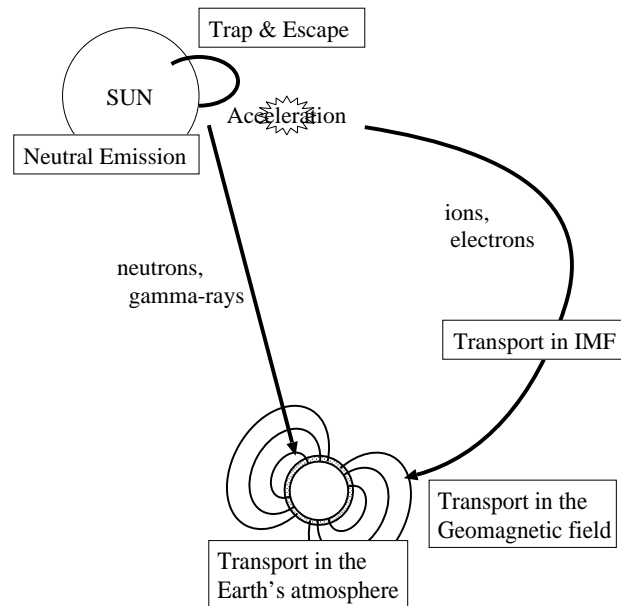 Trap & Escape
SUN
Acceleration
Neutral Emission
ions,
electrons
neutrons,
gamma-rays
Transport in IMF
Transport in the
Geomagnetic field
Transport in the
Earth’s atmosphere